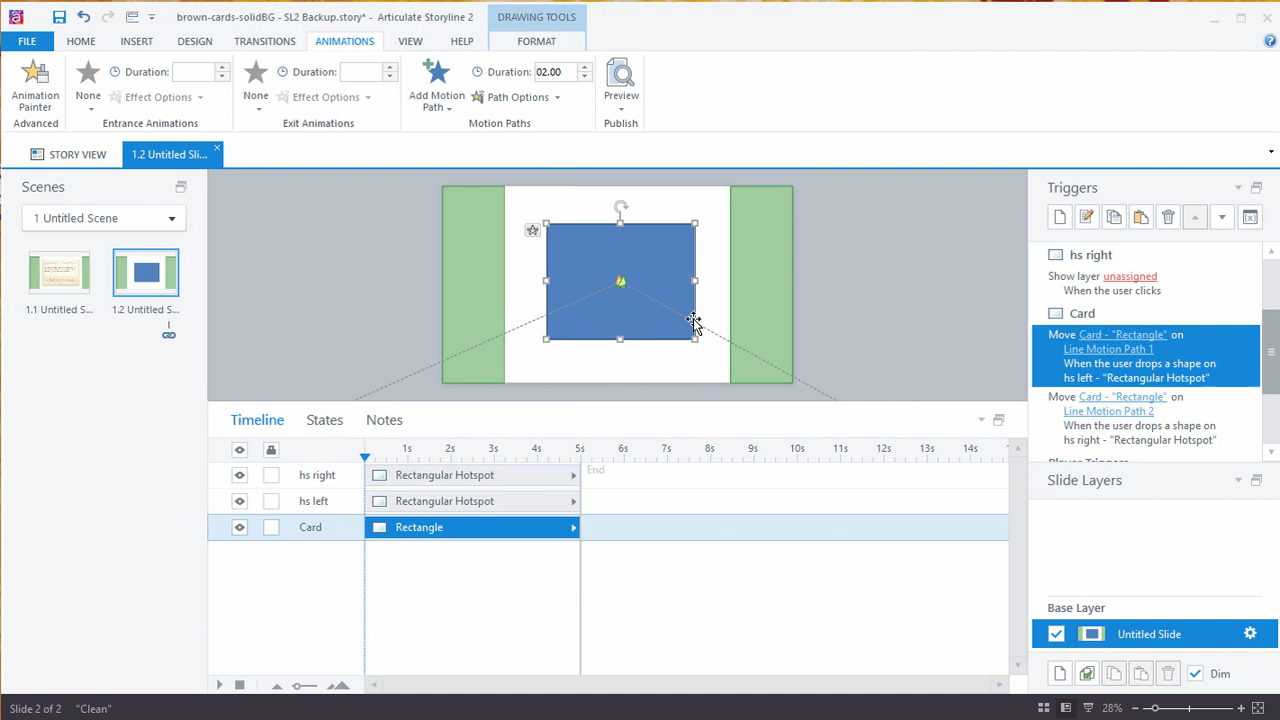 brown-cards-solidBG - SL2 Backup.story* - Articulate Storyline 2
DRAWING TOOLS
FILE
HOME
INSERT
DESIGN
TRANSITIONS
ANIMATIONS
VIEW
HELP
FORMAT
Animation Painter
Advanced
None
Duration:
Effect Options
Entrance Animations
None
Duration:
Effect Options
Exit Animations
Add Motion Path
Duration: 02.00
Path Options
Motion Paths
Preview
Publish
STORY VIEW
1.2 Untitled Sli...
Scenes
1 Untitled Scene
1.1 Untitled S...
1.2 Untitled S...
Triggers
hs right
Show layer unassigned
When the user clicks
Card
Move Card - "Rectangle" on
Line Motion Path 1
When the user drops a shape on
hs left - "Rectangular Hotspot"
Move Card - "Rectangle" on
Line Motion Path 2
When the user drops a shape on
hs right - "Rectangular Hotspot"
Player Triggers
Timeline
States
Notes
1s 2s 3s 4s 5s 6s 7s 8s 9s 10s 11s 12s 13s 14s
hs right
Rectangular Hotspot
End
hs left
Rectangular Hotspot
Card
Rectangle
Slide Layers
Base Layer
Untitled Slide
Dim
Slide 2 of 2
"Clean"
28%